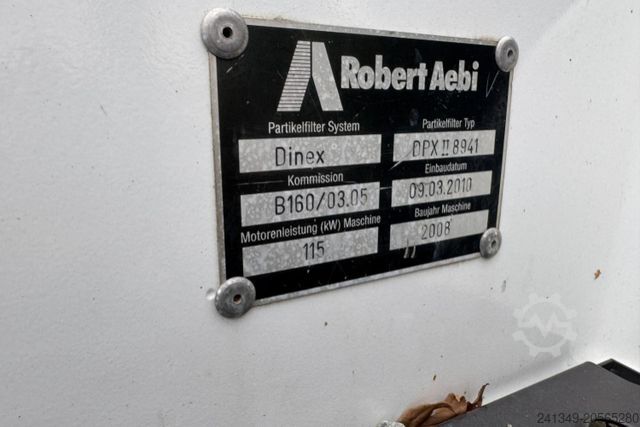 Robert Aebi
Partikelfilter System
Partikelfilter Typ
Dinex
DPX II 8941
Kommission
Einbaudatum
B160/03.05
09.03.2010
Motorenleistung (kW) Maschine
Baujahr Maschine
115
2008
241349-20565280